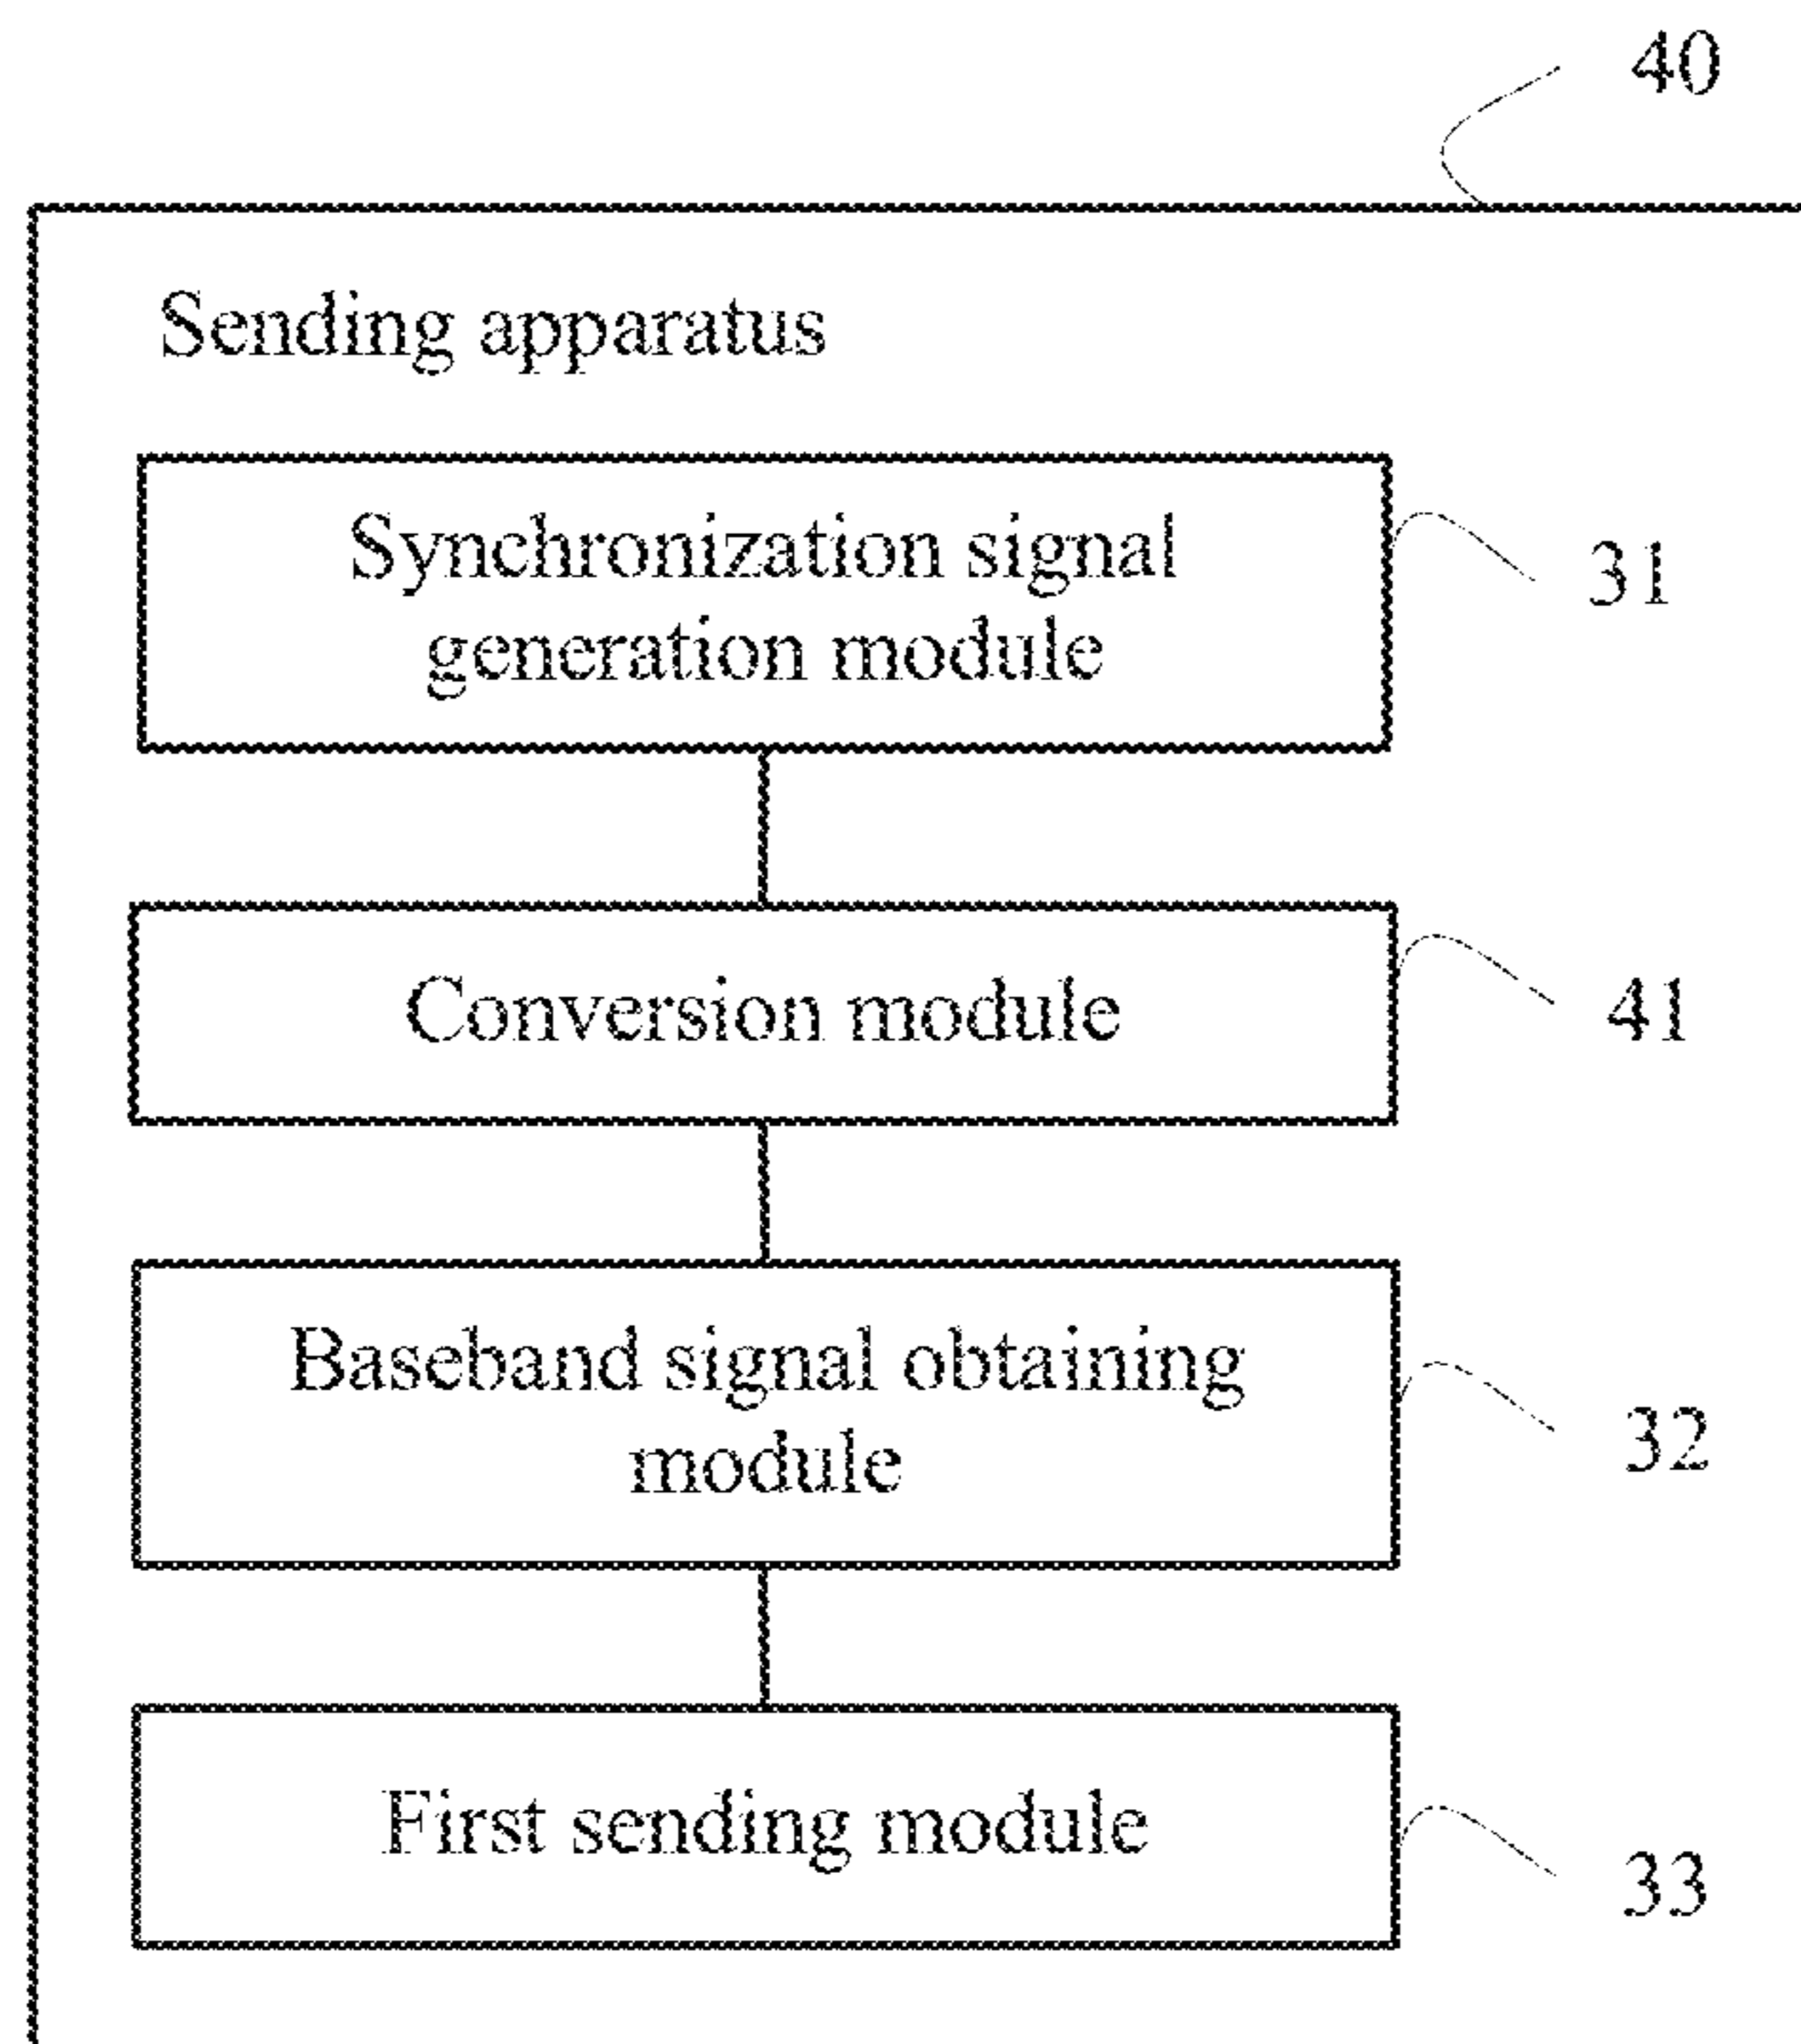 40
Sending apparatus
Synchronization signal
generation module
31
Conversion module
41
Baseband signal obtaining
module
32
First sending module
33